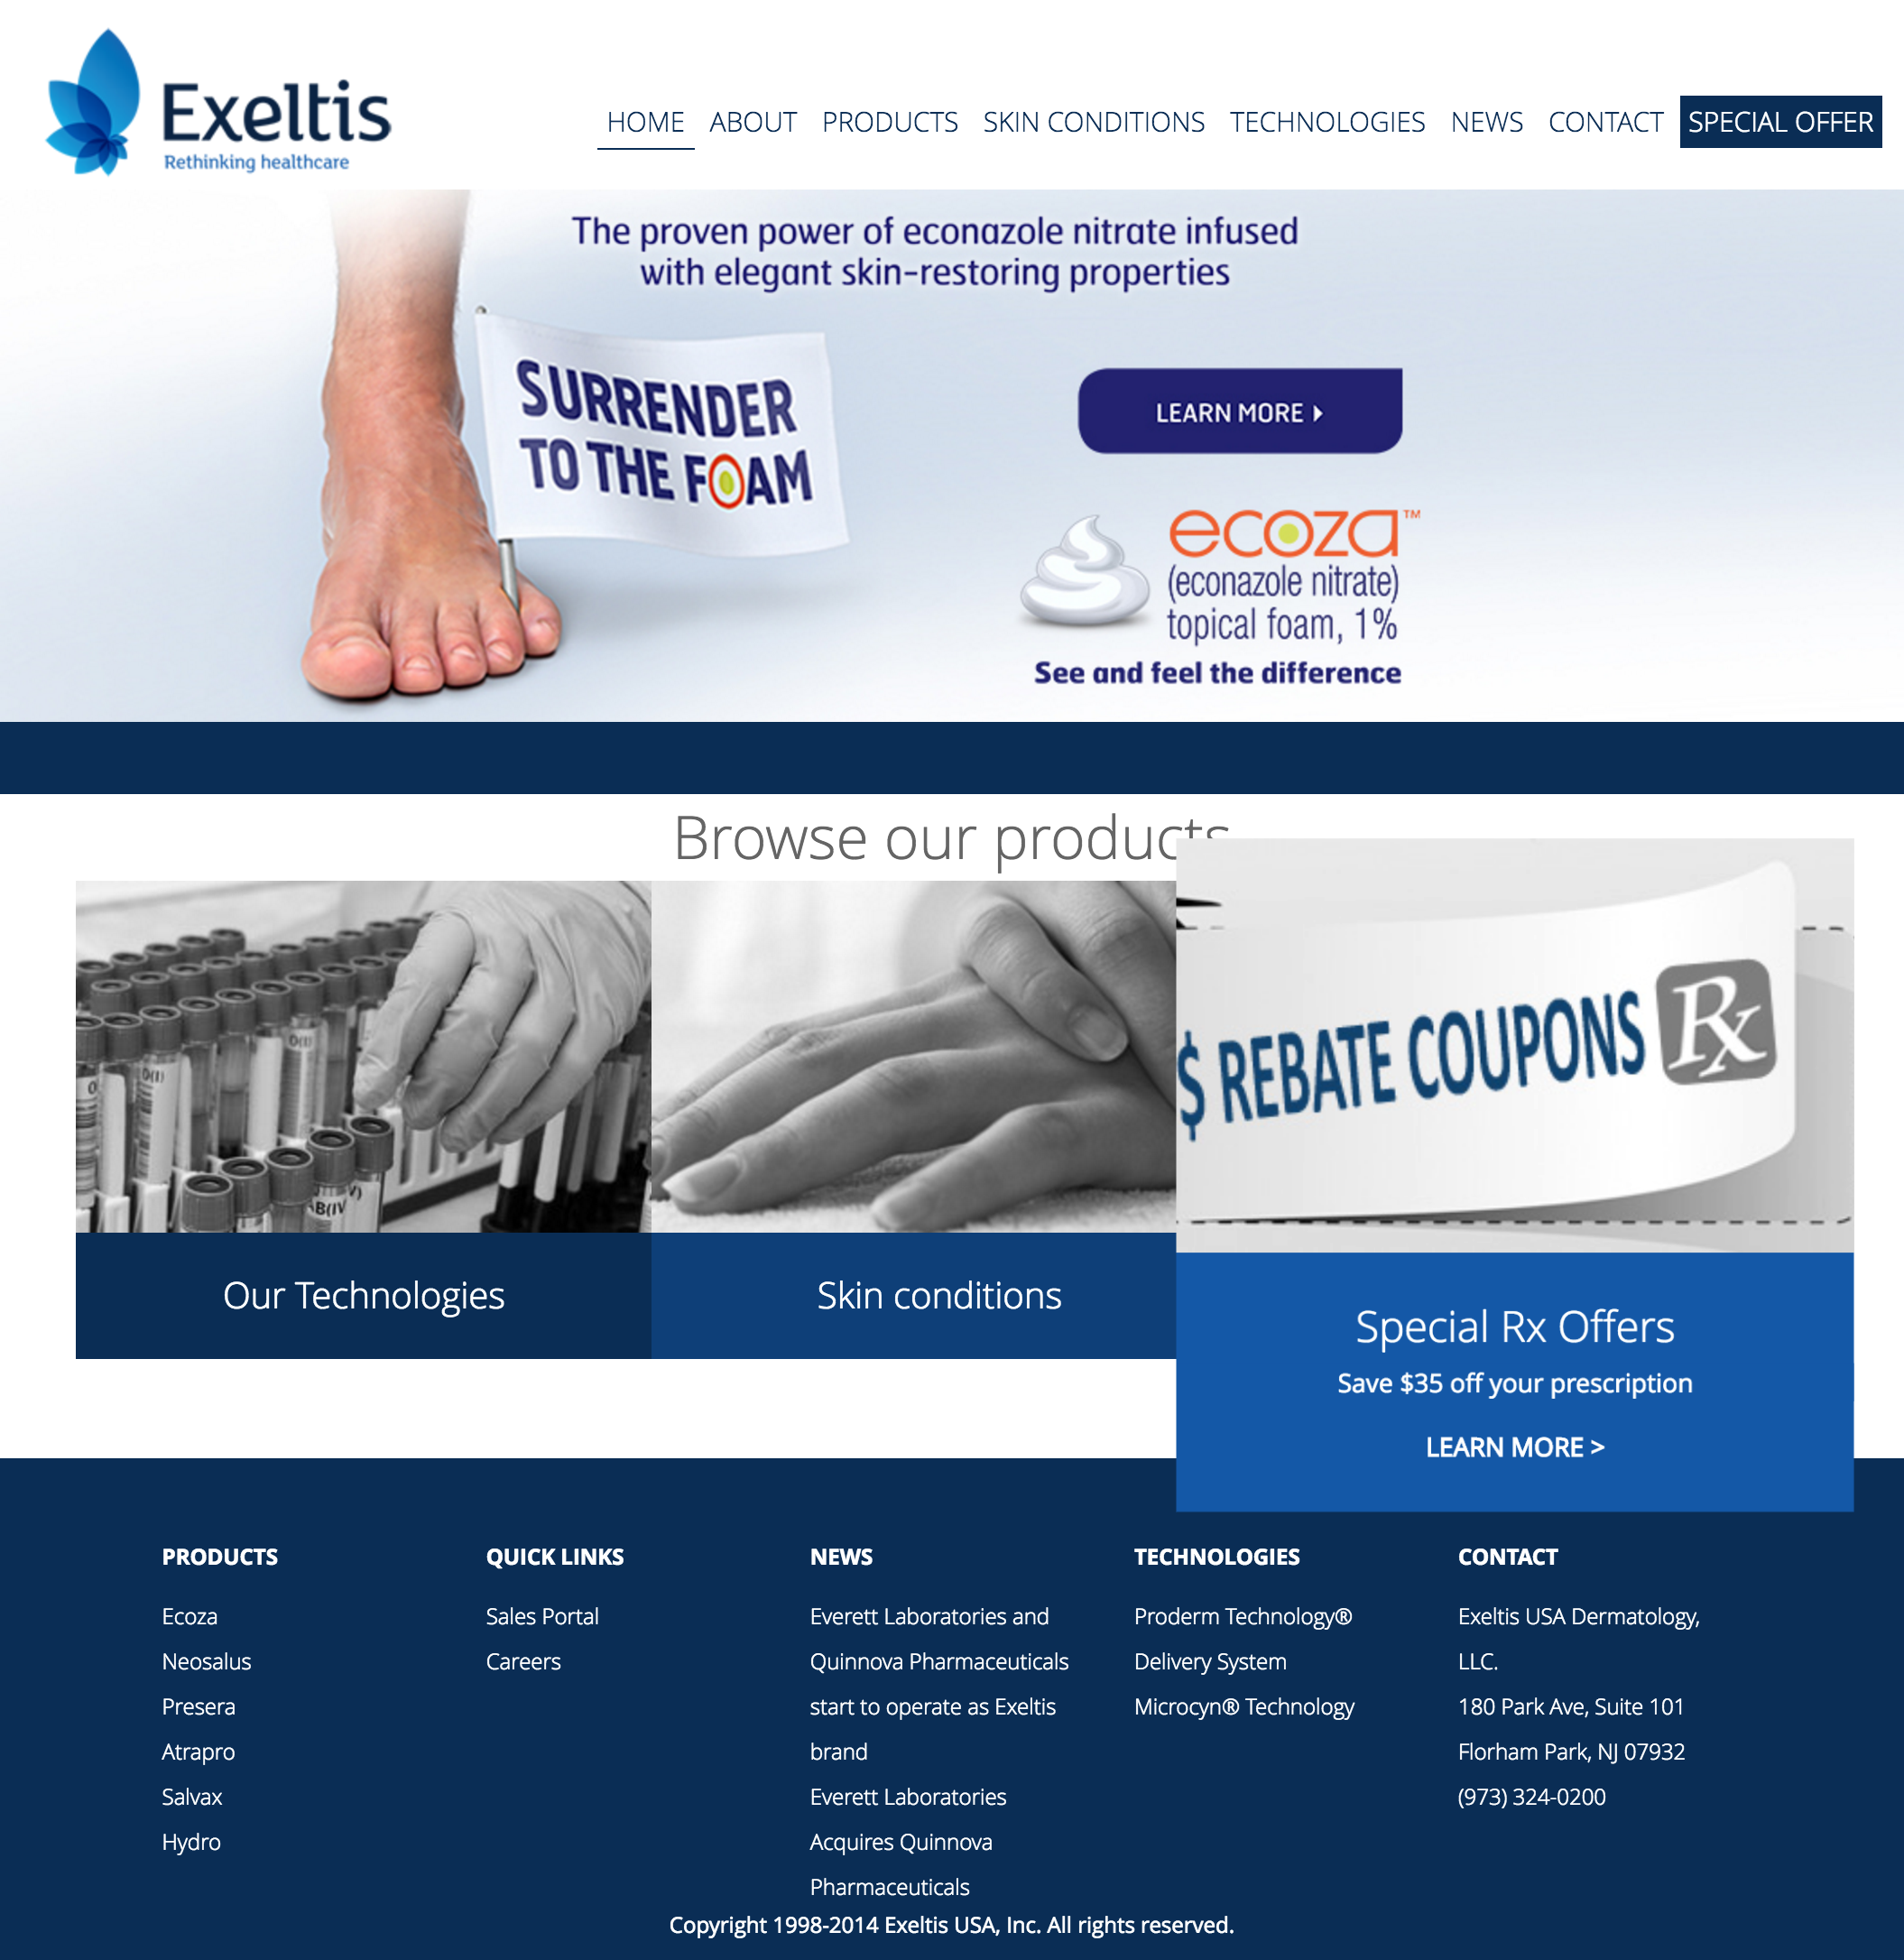 Exeltis
Rethinking healthcare
HOME ABOUT PRODUCTS SKIN CONDITIONS TECHNOLOGIES NEWS CONTACT SPECIAL OFFER
The proven power of econazole nitrate infused
with elegant skin-restoring properties
SURRENDER
TO THE FOAM
LEARN MORE
ecoza™
(econazole nitrate)
topical foam, 1%
See and feel the difference
Browse our products
O(I)
O(I)
AB(IV)
$ REBATE COUPONS Rx
Our Technologies
Skin conditions
Special Rx Offers
Save $35 off your prescription
LEARN MORE >
PRODUCTS
Ecoza
Neosalus
Presera
Atrapro
Salvax
Hydro
QUICK LINKS
Sales Portal
Careers
NEWS
Everett Laboratories and
Quinnova Pharmaceuticals
start to operate as Exeltis
brand
Everett Laboratories
Acquires Quinnova
Pharmaceuticals
TECHNOLOGIES
Proderm Technology®
Delivery System
Microcyn® Technology
CONTACT
Exeltis USA Dermatology,
LLC.
180 Park Ave, Suite 101
Florham Park, NJ 07932
(973) 324-0200
Copyright 1998-2014 Exeltis USA, Inc. All rights reserved.